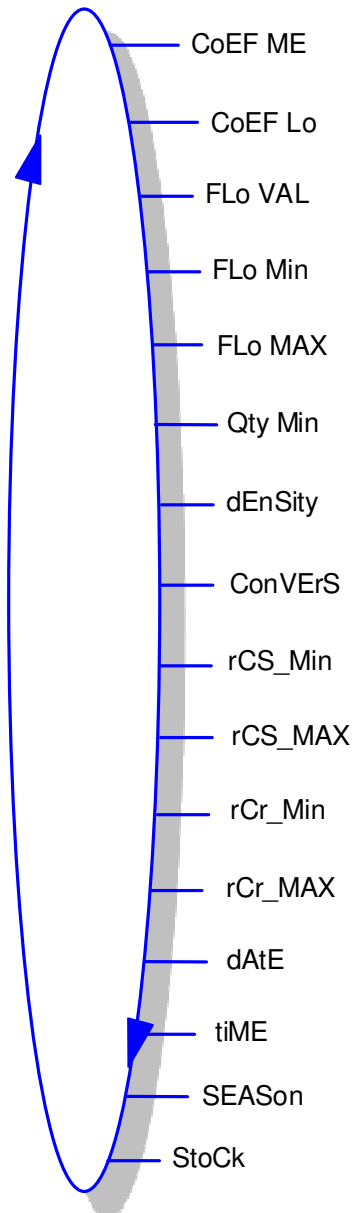 CoEF ME
CoEF Lo
FLo VAL
FLo Min
FLo MAX
Qty Min
dEnSity
ConVErS
rCS_Min
rCS_MAX
rCr_Min
rCr_MAX
dAtE
tiME
SEASon
StoCk